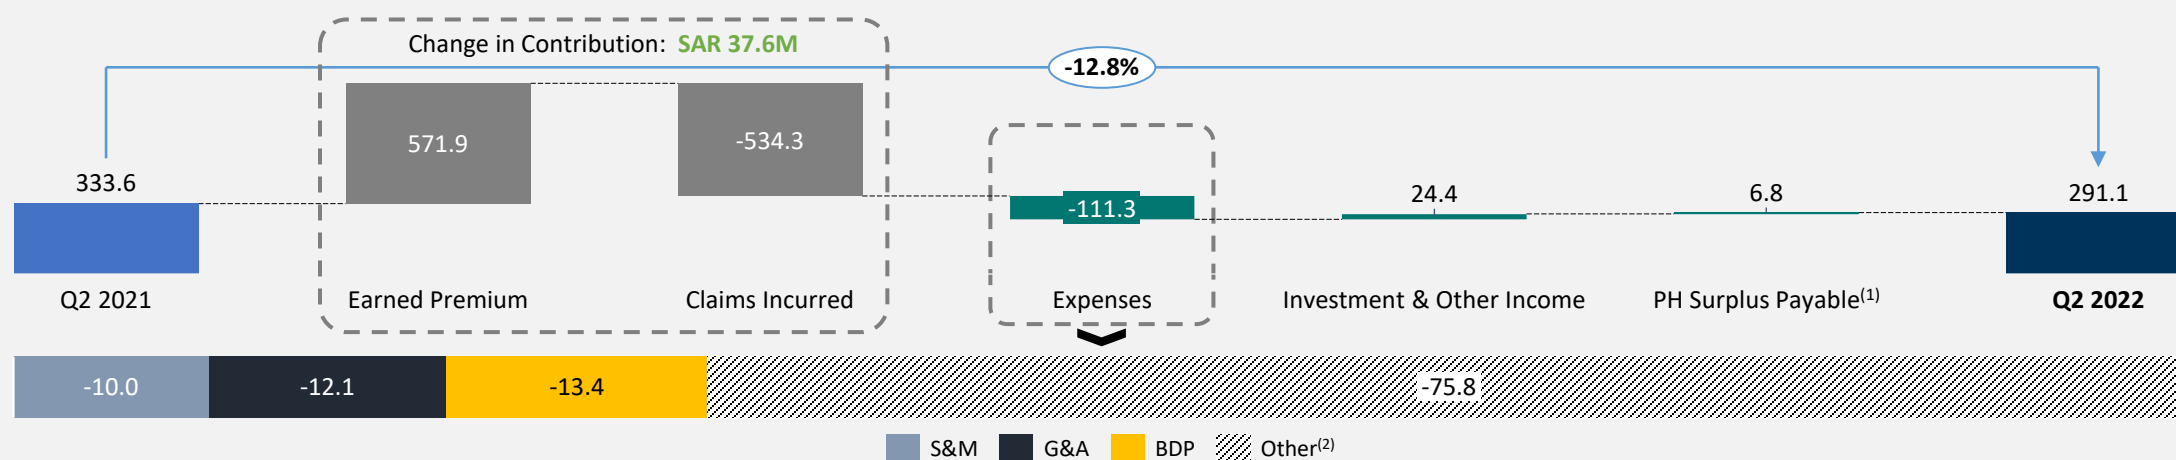 Change in Contribution: SAR 37.6M
-12.8%
571.9
-534.3
333.6
-111.3
24.4
6.8
291.1
Q2 2021
Earned Premium
Claims Incurred
Expenses
Investment & Other Income
PH Surplus Payable(1)
Q2 2022
-10.0
-12.1
-13.4
-75.8
S&M
G&A
BDP
Other(2)